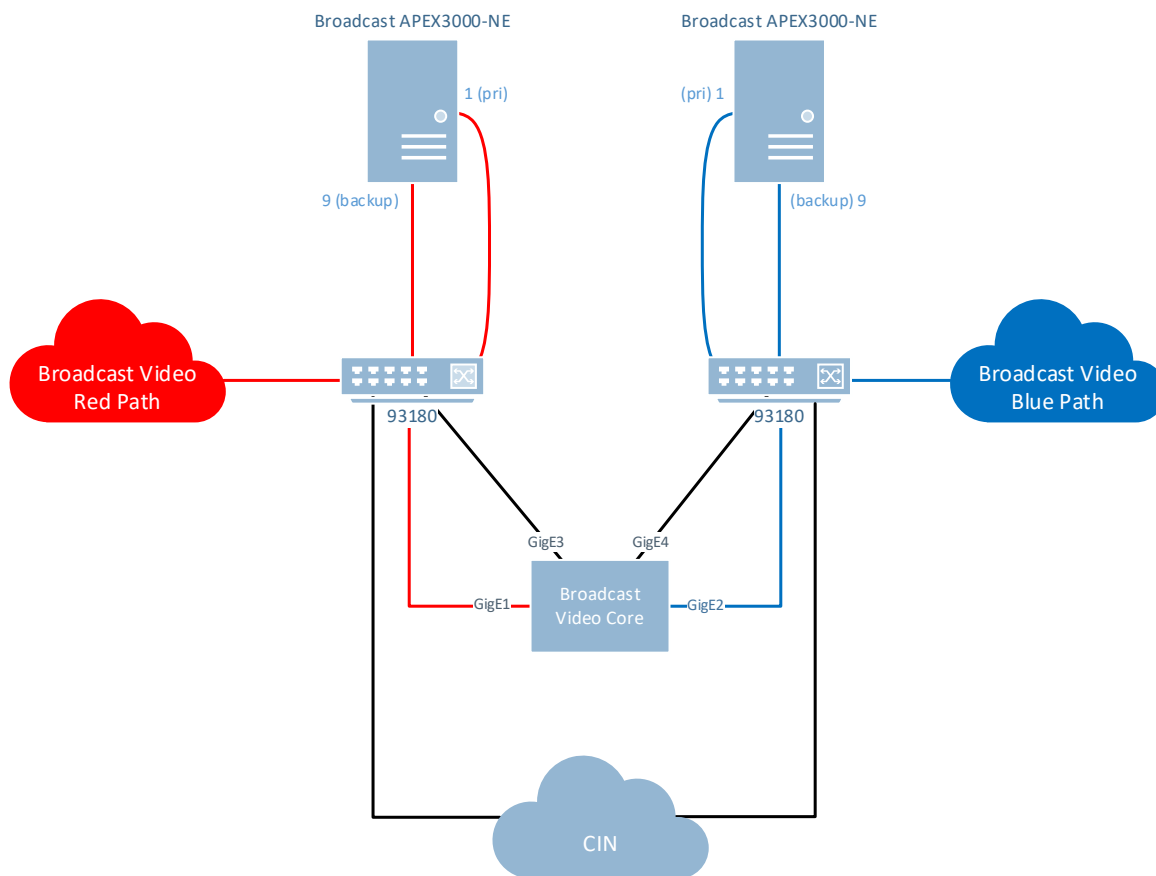 Broadcast APEX3000-NE
Broadcast APEX3000-NE
1 (pri)
(pri) 1
9 (backup)
(backup) 9
Broadcast Video
Red Path
Broadcast Video
Blue Path
93180
93180
GigE3
GigE4
GigE1
Broadcast
Video Core
GigE2
CIN